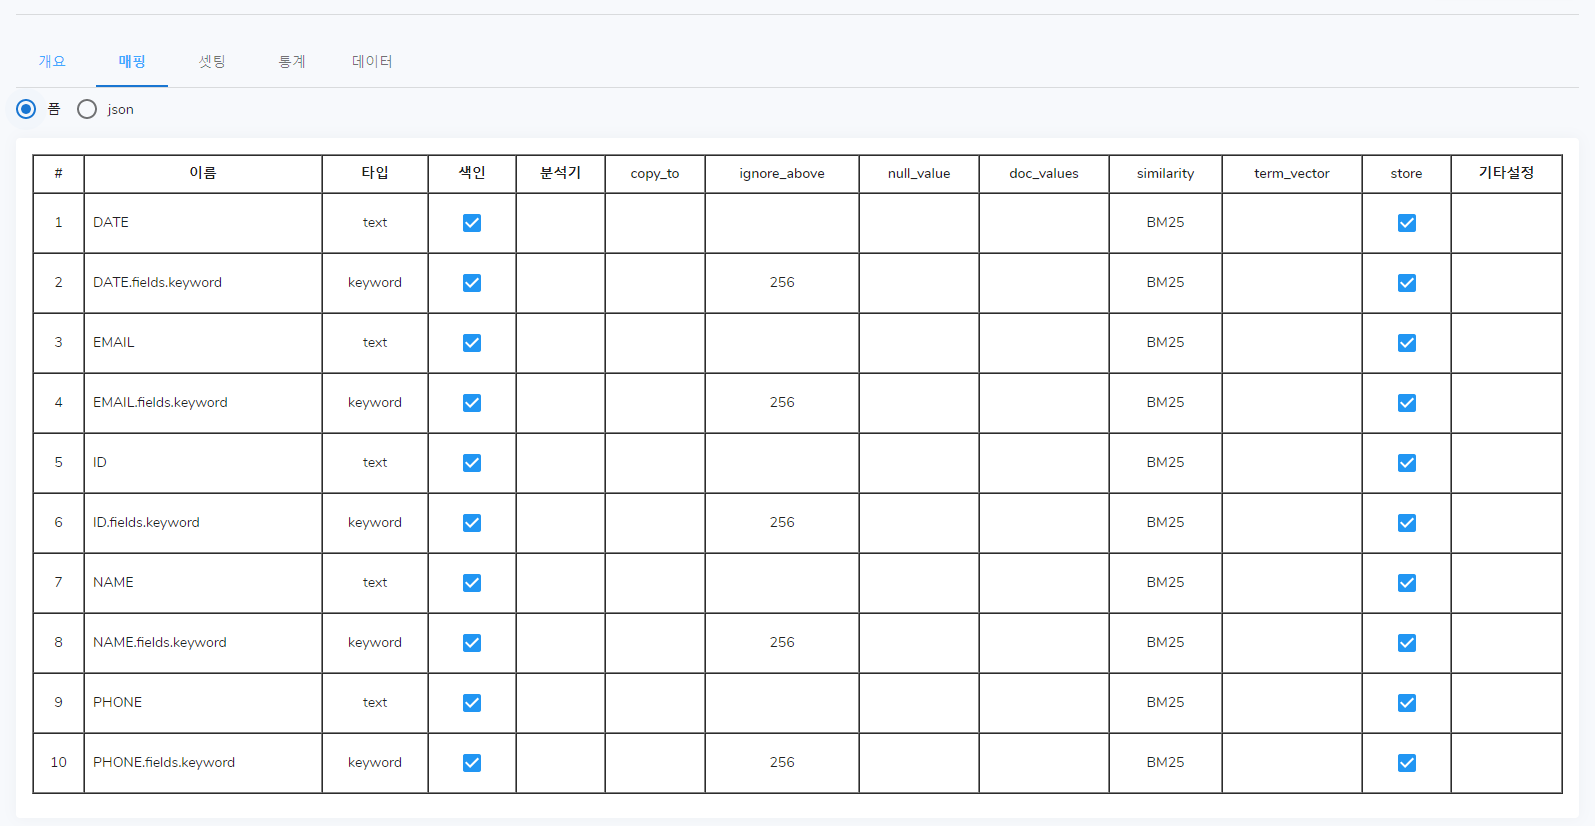 개요 매핑 셋팅 통계 데이터
폼 json
# 이름 타입 색인 분석기 copy_to ignore_above null_value doc_values similarity term_vector store 기타설정
1 DATE text BM25
2 DATE.fields.keyword keyword 256 BM25
3 EMAIL text BM25
4 EMAIL.fields.keyword keyword 256 BM25
5 ID text BM25
6 ID.fields.keyword keyword 256 BM25
7 NAME text BM25
8 NAME.fields.keyword keyword 256 BM25
9 PHONE text BM25
10 PHONE.fields.keyword keyword 256 BM25